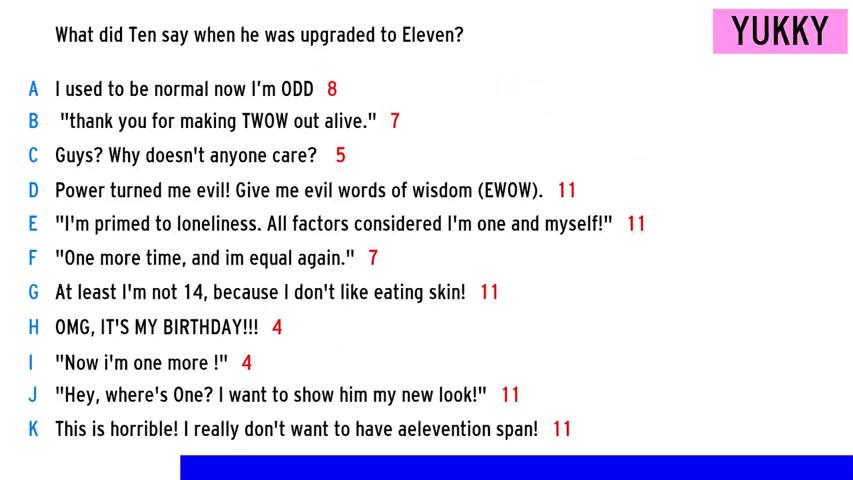 What did Ten say when he was upgraded to Eleven?
YUKKY
A I used to be normal now I'm ODD 8
B "thank you for making TWOW out alive." 7
C Guys? Why doesn't anyone care? 5
D Power turned me evil! Give me evil words of wisdom (EWOW). 11
E "I'm primed to loneliness. All factors considered I'm one and myself!" 11
F "One more time, and im equal again." 7
G At least I'm not 14, because I don't like eating skin! 11
H OMG, IT'S MY BIRTHDAY!!! 4
I "Now i'm one more !" 4
J "Hey, where's One? I want to show him my new look!" 11
K This is horrible! I really don't want to have aelevention span! 11